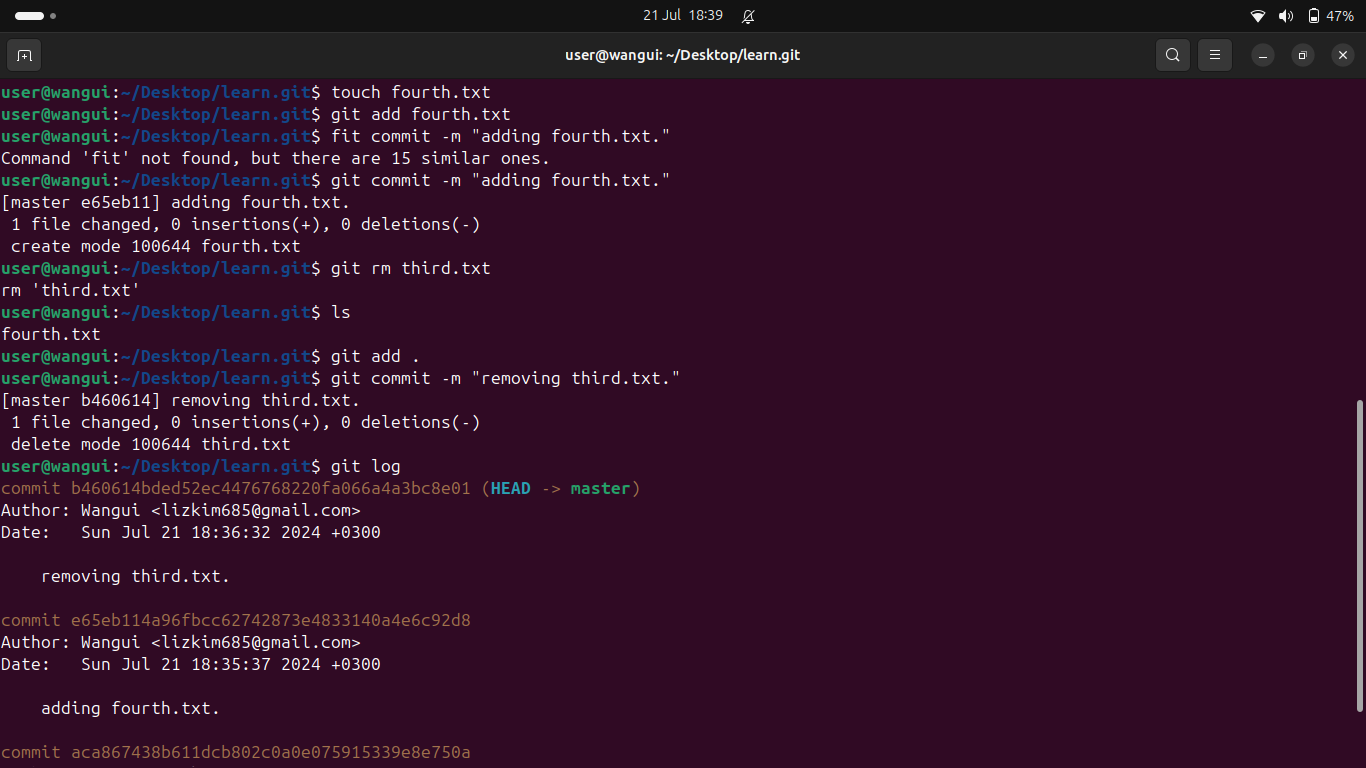 21 Jul 18:39
47%
user@wangui: ~/Desktop/learn.git
user@wangui:~/Desktop/learn.git$ touch fourth.txt
user@wangui:~/Desktop/learn.git$ git add fourth.txt
user@wangui:~/Desktop/learn.git$ fit commit -m "adding fourth.txt."
Command 'fit' not found, but there are 15 similar ones.
user@wangui:~/Desktop/learn.git$ git commit -m "adding fourth.txt."
[master e65eb11] adding fourth.txt.
 1 file changed, 0 insertions(+), 0 deletions(-)
 create mode 100644 fourth.txt
user@wangui:~/Desktop/learn.git$ git rm third.txt
rm 'third.txt'
user@wangui:~/Desktop/learn.git$ ls
fourth.txt
user@wangui:~/Desktop/learn.git$ git add .
user@wangui:~/Desktop/learn.git$ git commit -m "removing third.txt."
[master b460614] removing third.txt.
 1 file changed, 0 insertions(+), 0 deletions(-)
 delete mode 100644 third.txt
user@wangui:~/Desktop/learn.git$ git log
commit b460614bded52ec4476768220fa066a4a3bc8e01 (HEAD -> master)
Author: Wangui <lizkim685@gmail.com>
Date:   Sun Jul 21 18:36:32 2024 +0300

    removing third.txt.

commit e65eb114a96fbcc62742873e4833140a4e6c92d8
Author: Wangui <lizkim685@gmail.com>
Date:   Sun Jul 21 18:35:37 2024 +0300

    adding fourth.txt.

commit aca867438b611dcb802c0a0e075915339e8e750a